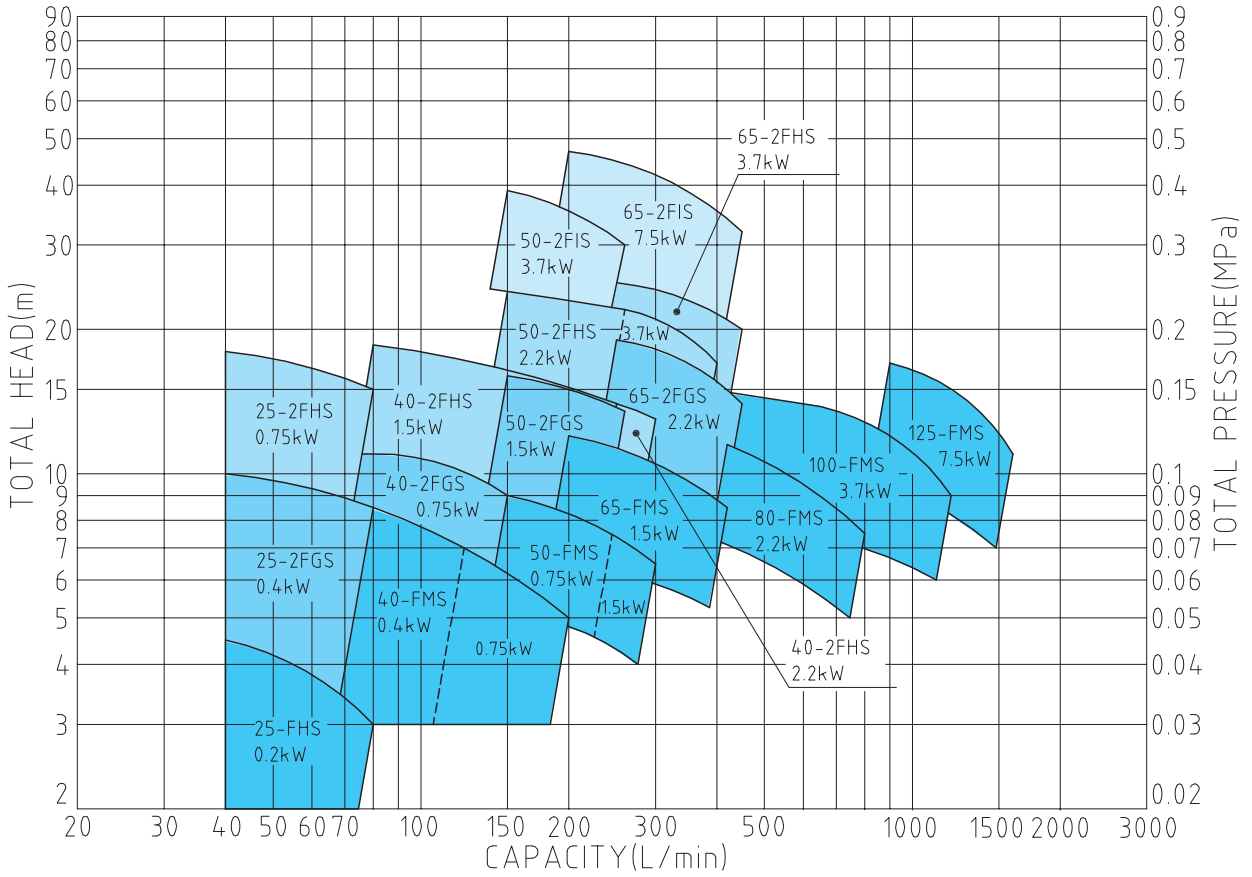 90
80
70
60
50
40
30
20
15
10
9
8
7
6
5
4
3
2
TOTAL HEAD(m)
0.9
0.8
0.7
0.6
0.5
0.4
0.3
0.2
0.15
0.1
0.09
0.08
0.07
0.06
0.05
0.04
0.03
0.02
TOTAL PRESSURE(MPa)
65-2FHS
3.7kW
65-2FIS
7.5kW
50-2FIS
3.7kW
50-2FHS
2.2kW
3.7kW
65-2FGS
2.2kW
25-2FHS
0.75kW
40-2FHS
1.5kW
50-2FGS
1.5kW
125-FMS
7.5kW
100-FMS
3.7kW
40-2FGS
0.75kW
65-FMS
1.5kW
80-FMS
2.2kW
25-2FGS
0.4kW
50-FMS
0.75kW
1.5kW
40-FMS
0.4kW
0.75kW
40-2FHS
2.2kW
25-FHS
0.2kW
20 30 40 50 60 70 100 150 200 300 500 1000 1500 2000 3000
CAPACITY(L/min)